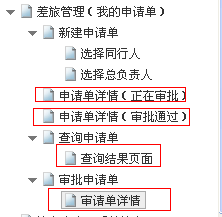 差旅管理（我的申请单）
新建申请单
选择同行人
选择总负责人
申请单详情（正在审批）
申请单详情（审批通过）
查询申请单
查询结果页面
审批申请单
审请单详情